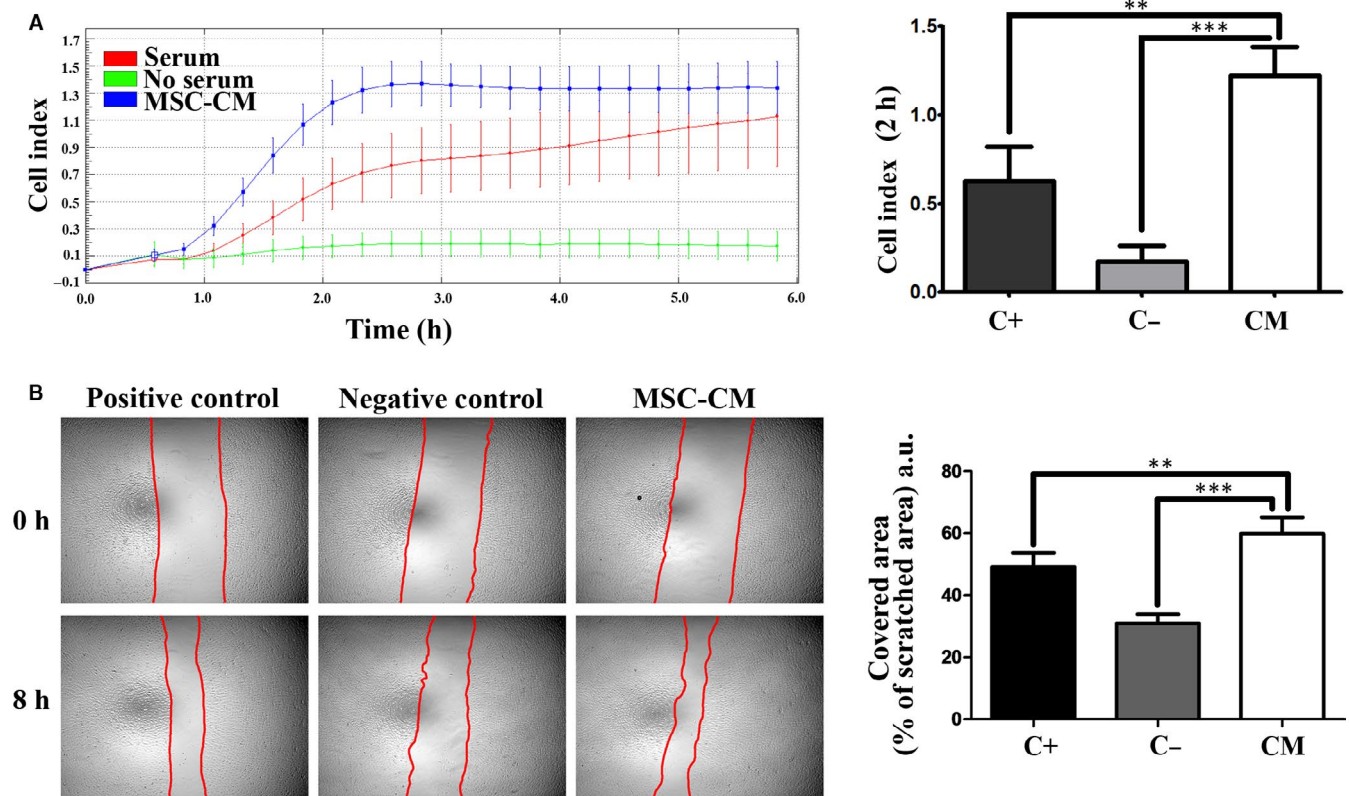 A
1.7
1.5
1.3
1.1
0.9
0.7
0.5
0.3
0.1
–0.1
Cell index
Serum
No serum
MSC-CM
0.0
1.0
2.0
3.0
4.0
5.0
6.0
Time (h)
1.5
1.0
0.5
0.0
Cell index (2 h)
**
***
C+
C–
CM
B
Positive control
Negative control
MSC-CM
0 h
8 h
80
60
40
20
0
Covered area
(% of scratched area) a.u.
**
***
C+
C–
CM